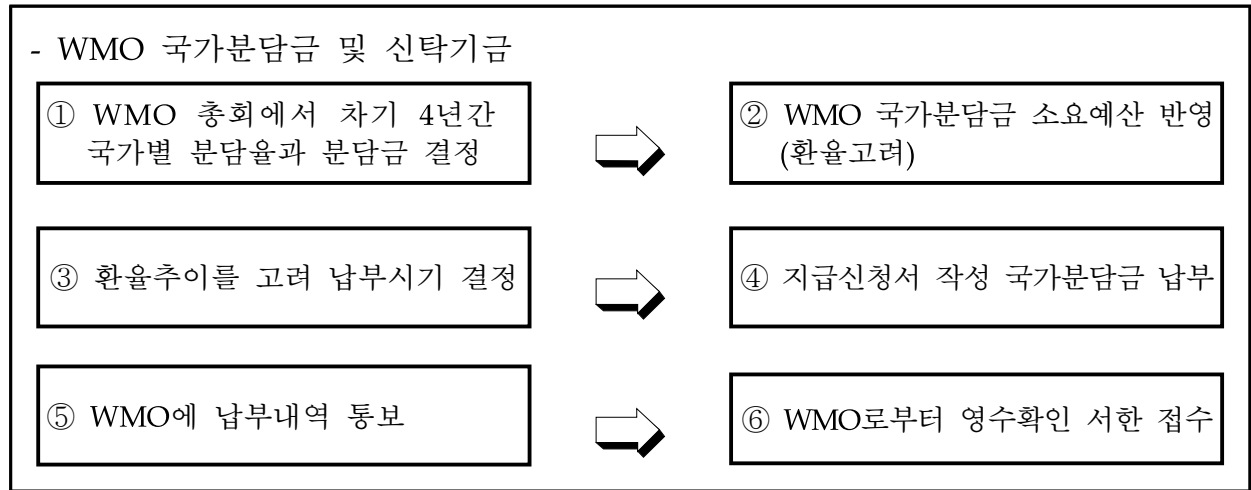 - WMO 국가분담금 및 신탁기금
① WMO 총회에서 차기 4년간
국가별 분담율과 분담금 결정
② WMO 국가분담금 소요예산 반영
(환율고려)
③ 환율추이를 고려 납부시기 결정
④ 지급신청서 작성 국가분담금 납부
⑤ WMO에 납부내역 통보
⑥ WMO로부터 영수확인 서한 접수